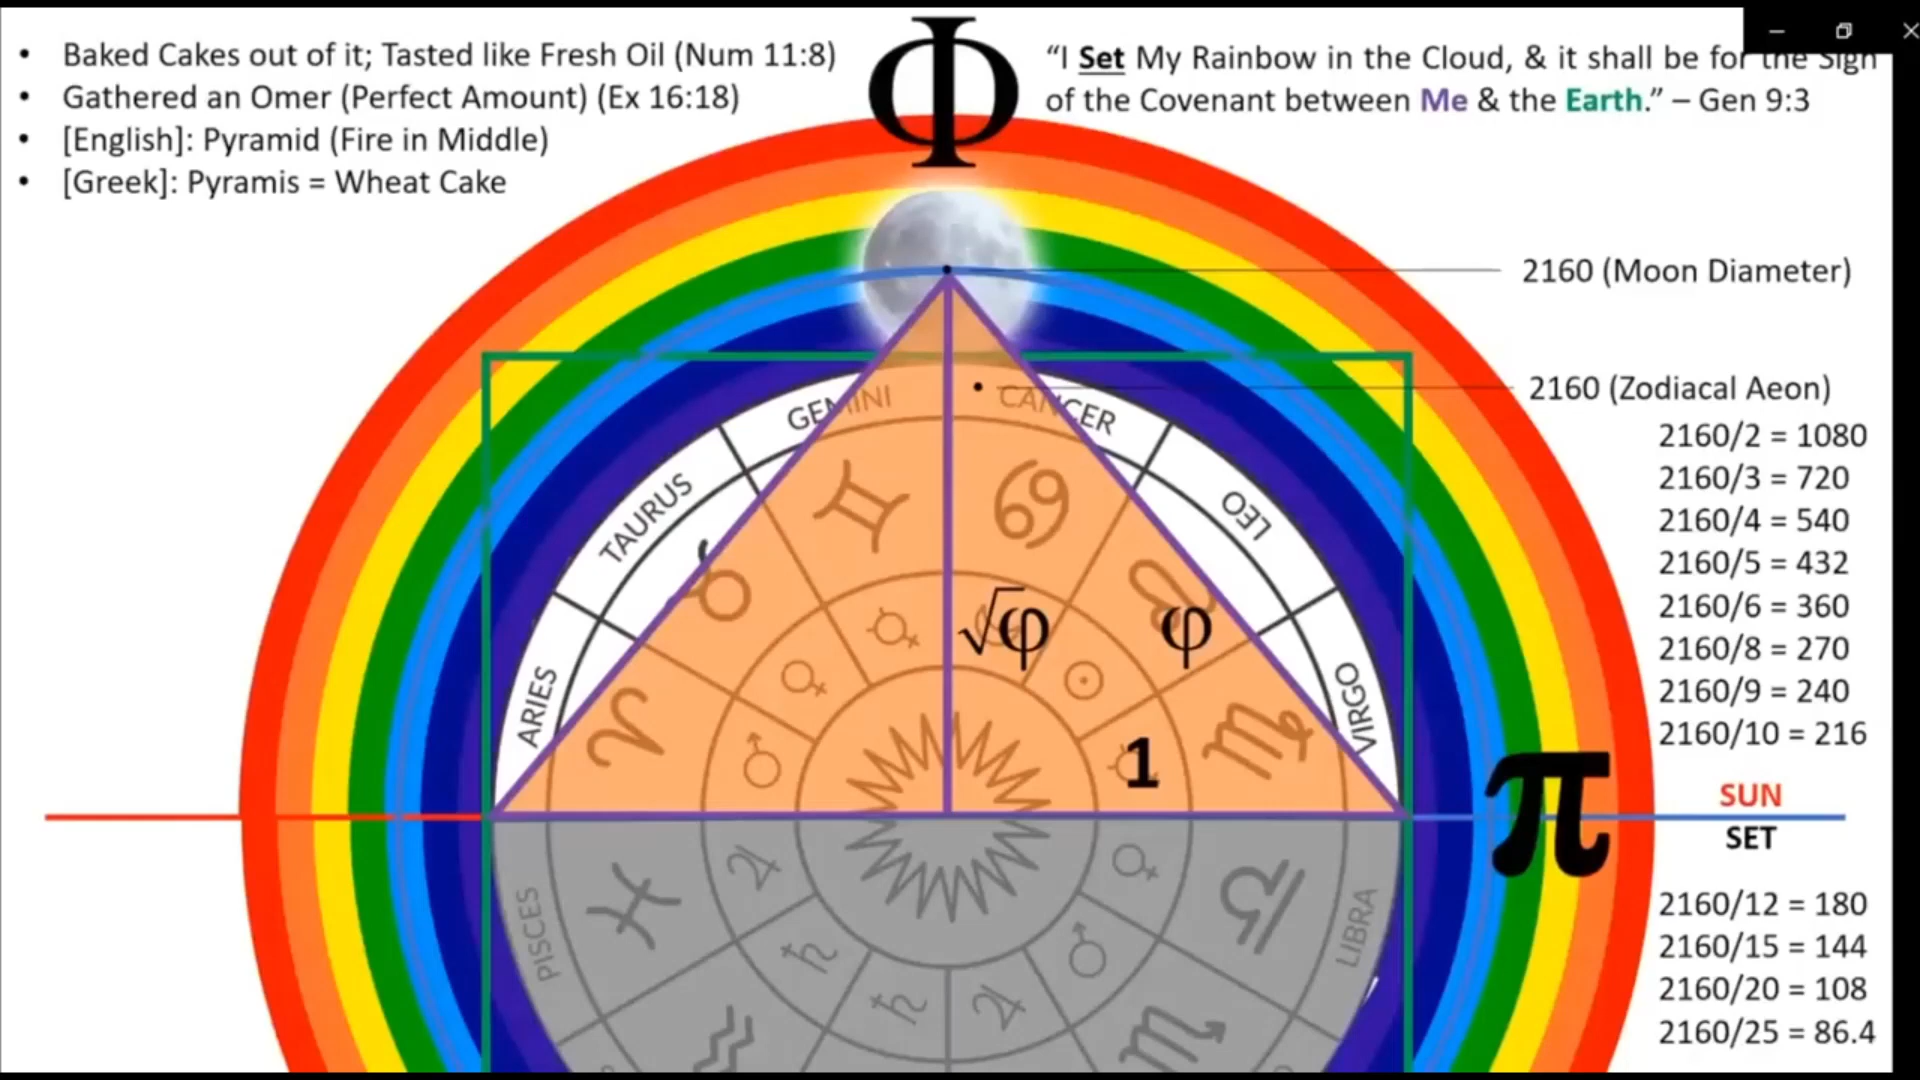 • Baked Cakes out of it; Tasted like Fresh Oil (Num 11:8)
• Gathered an Omer (Perfect Amount) (Ex 16:18)
• [English]: Pyramid (Fire in Middle)
• [Greek]: Pyramis = Wheat Cake
Φ
“I Set My Rainbow in the Cloud, & it shall be for the Sign
of the Covenant between Me & the Earth.” – Gen 9:3
2160 (Moon Diameter)
2160 (Zodiacal Aeon)
2160/2 = 1080
2160/3 = 720
2160/4 = 540
2160/5 = 432
2160/6 = 360
2160/8 = 270
2160/9 = 240
2160/10 = 216
GEMINI
CANCER
TAURUS
LEO
ARIES
VIRGO
♊ ♋
♉ ♌
♈ ♍
√φ
φ
1
π
SUN
SET
PISCES
LIBRA
♓ ♎
♒ ♏
2160/12 = 180
2160/15 = 144
2160/20 = 108
2160/25 = 86.4